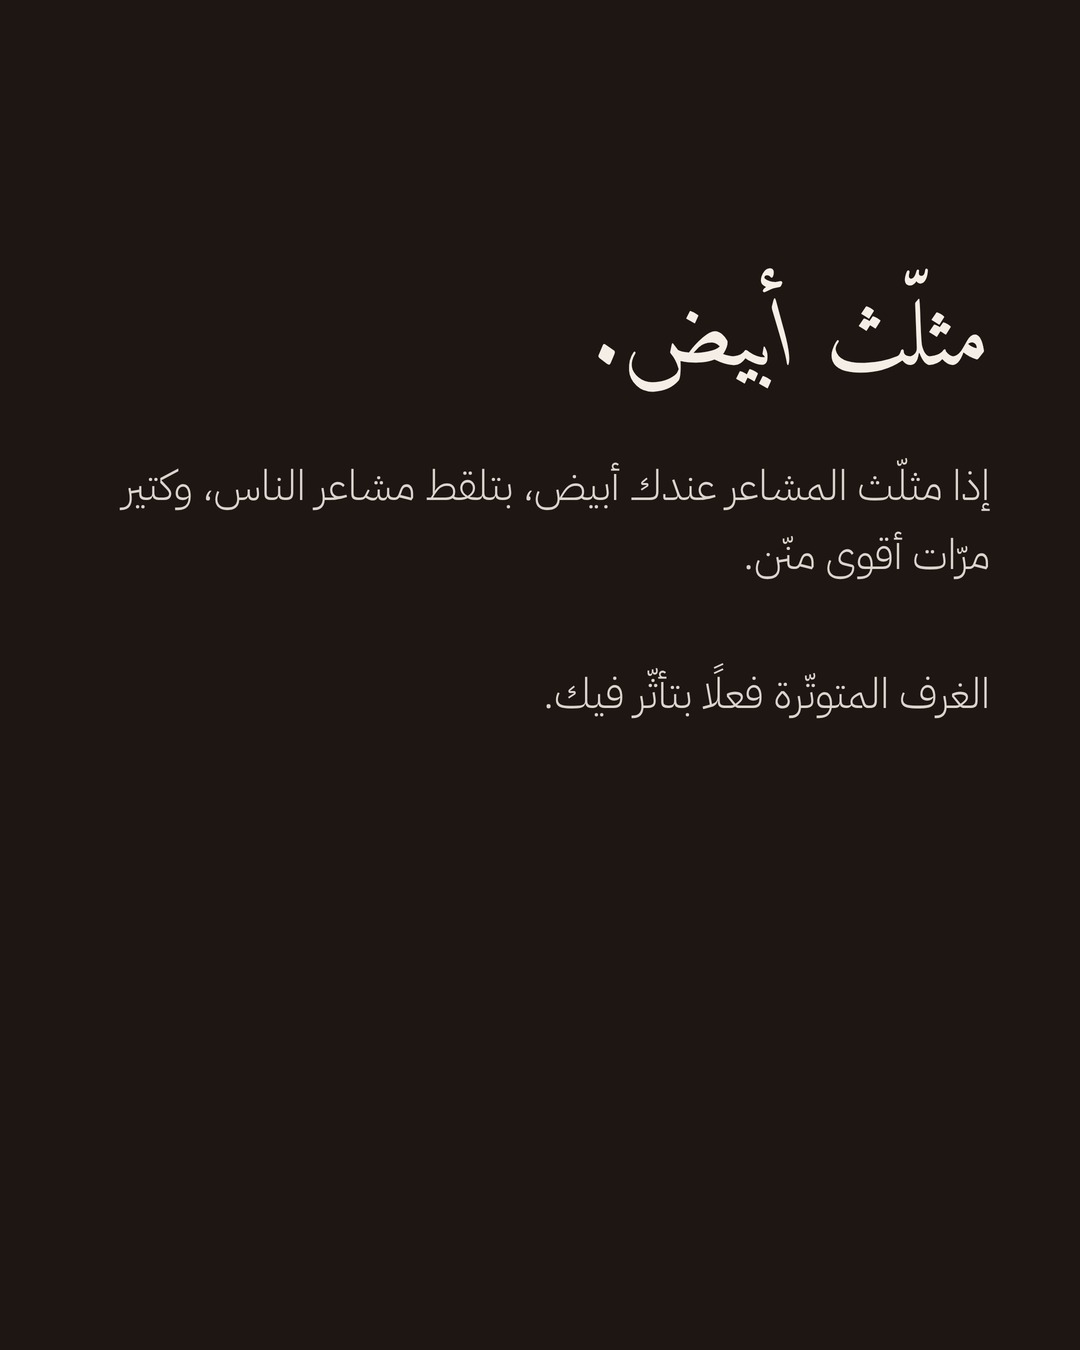 مثلّث أبيض.
إذا مثلّث المشاعر عندك أبيض، بتلقط مشاعر الناس، وكتير
مرّات أقوى منّن.
الغرف المتوتّرة فعلًا بتأثّر فيك.